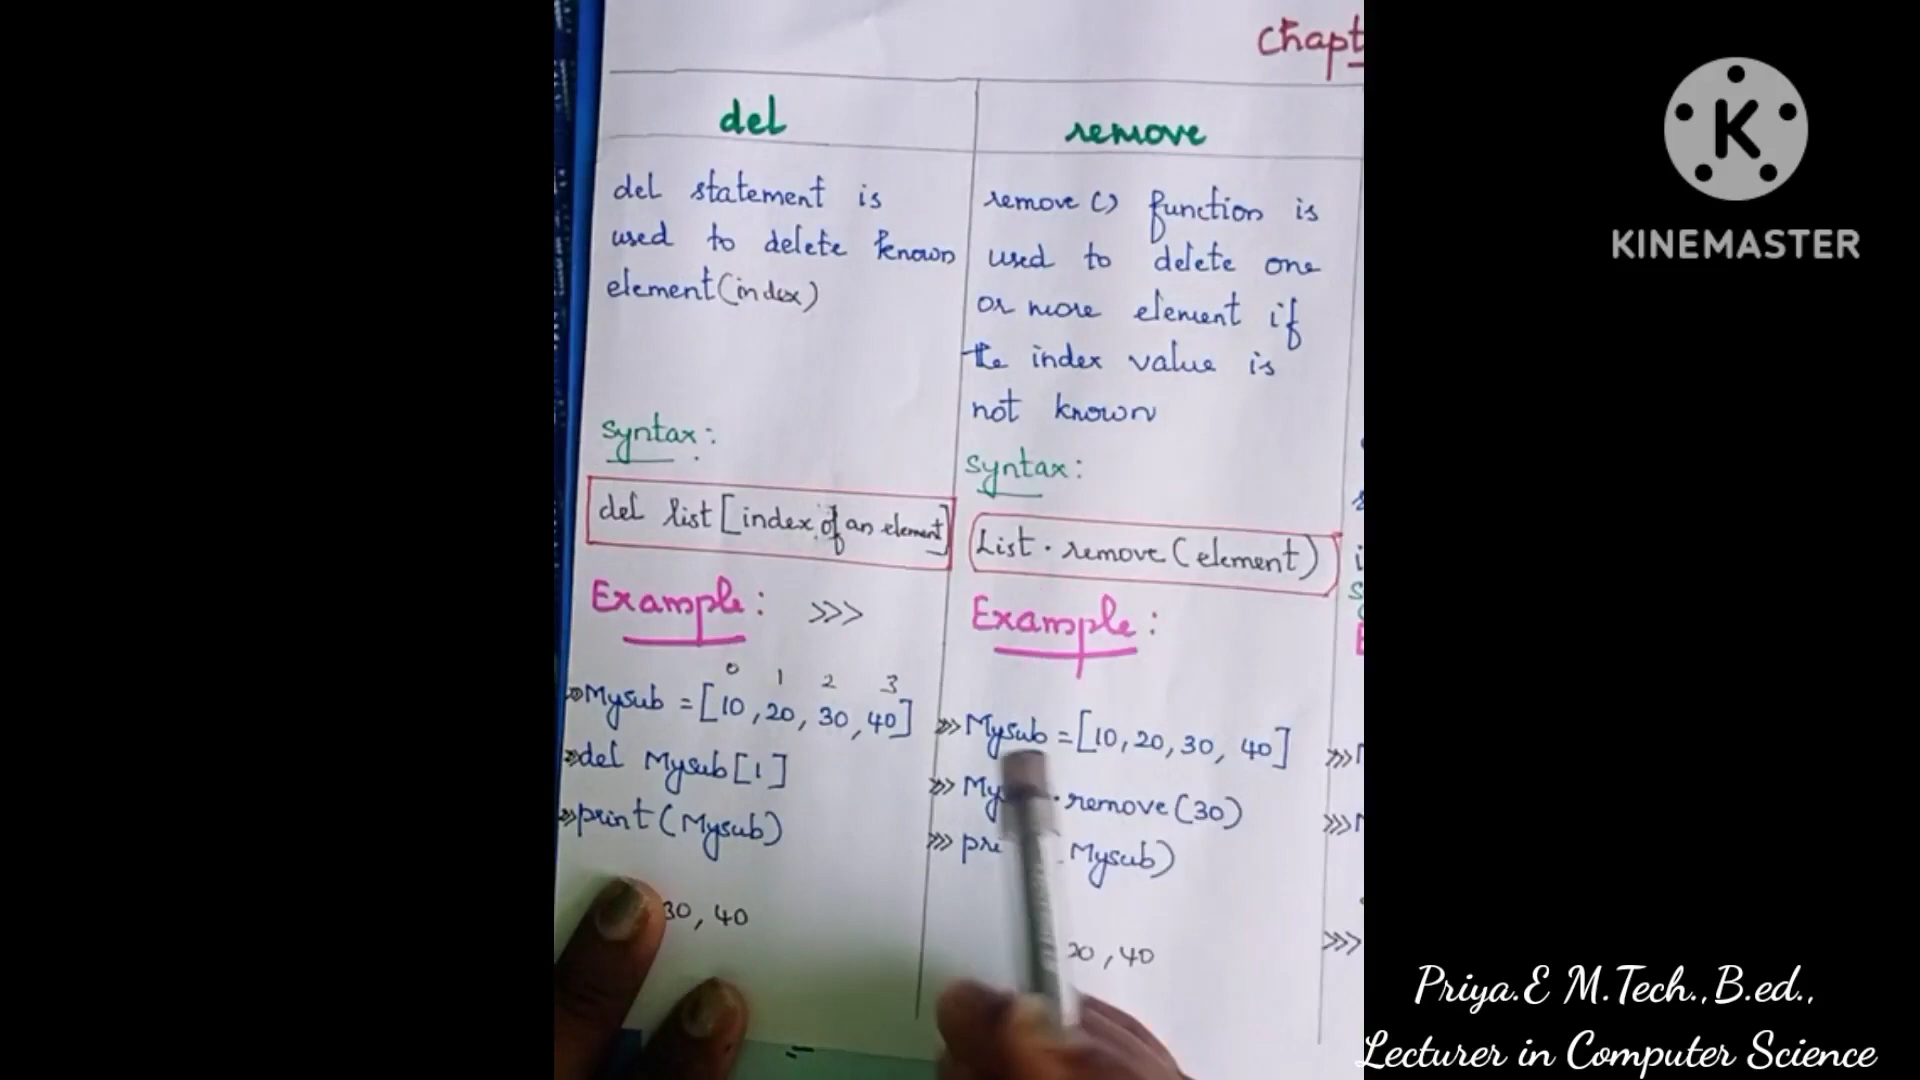 Chapt
del
del statement is
used to delete known
element(index)
syntax:
del list [index of an element]
Example: >>>
0 1 2 3
>>Mysub = [10, 20, 30, 40]
>>del Mysub[1]
>>print(Mysub)
30, 40
remove
remove() function is
used to delete one
or more element if
the index value is
not known
syntax:
List.remove(element)
Example:
>>> Mysub = [10, 20, 30, 40]
>>> My .remove(30)
>>> pri Mysub)
20, 40
>>>
>>>
>>>
KINEMASTER
Priya.E M.Tech.,B.ed.,
Lecturer in Computer Science